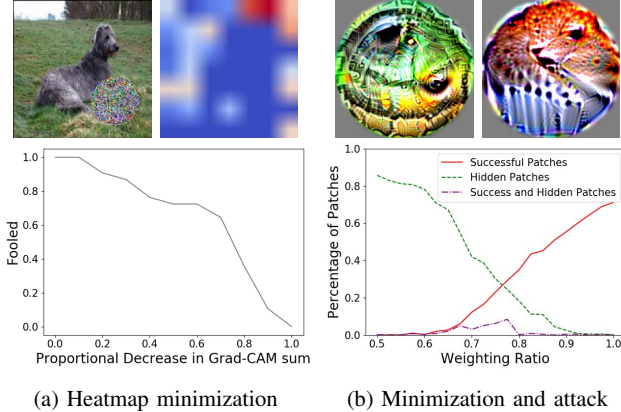 1.0
0.8
0.6
0.4
0.2
0.0
Fooled
0.0 0.2 0.4 0.6 0.8 1.0
Proportional Decrease in Grad-CAM sum
(a) Heatmap minimization
1.0
0.8
0.6
0.4
0.2
0.0
Percentage of Patches
Successful Patches
Hidden Patches
Success and Hidden Patches
0.5 0.6 0.7 0.8 0.9 1.0
Weighting Ratio
(b) Minimization and attack